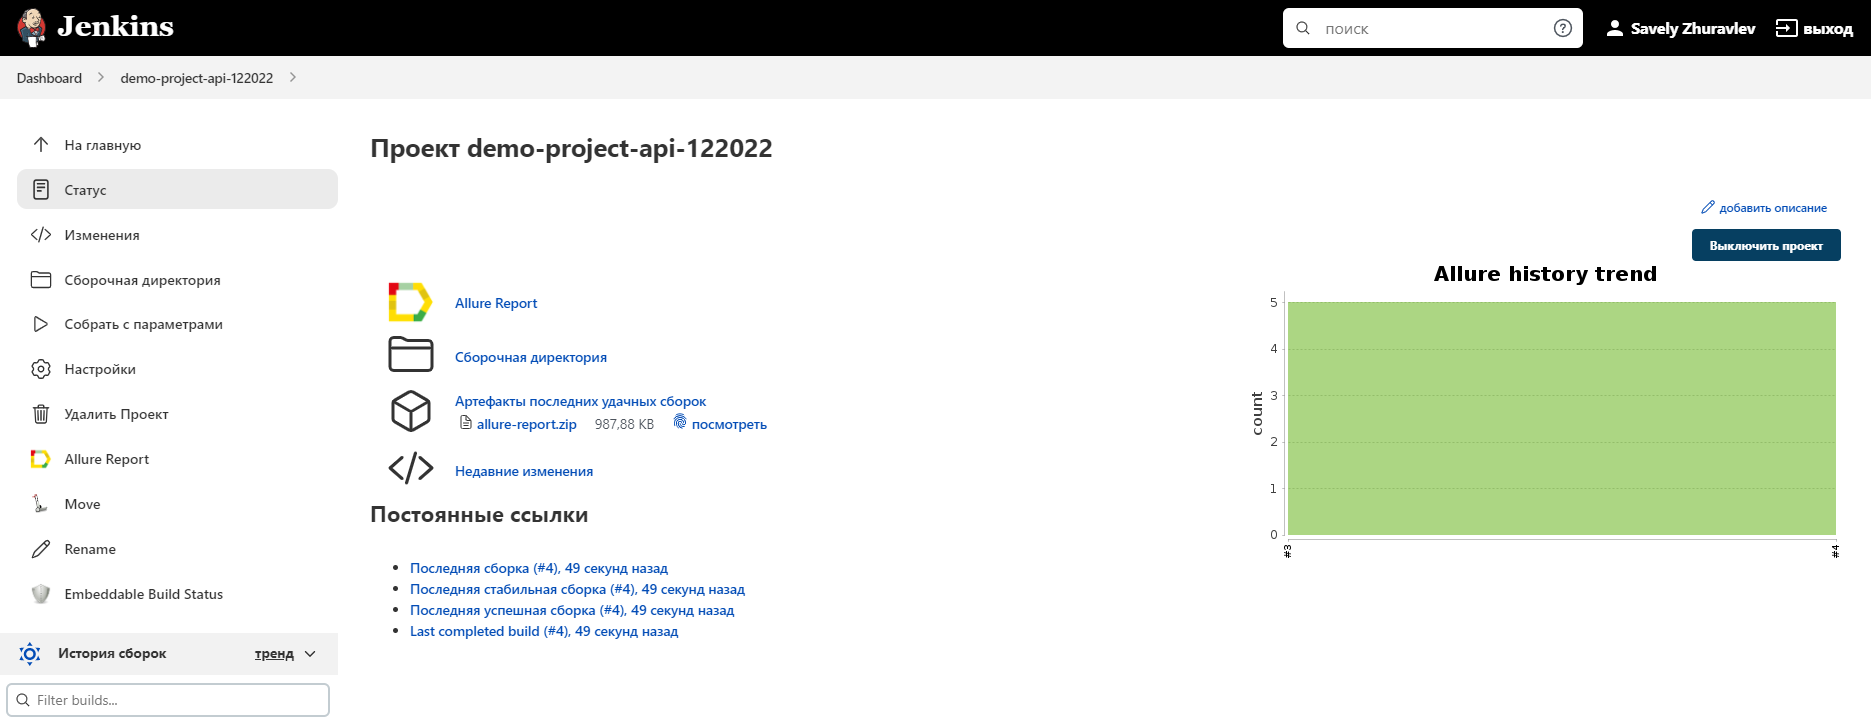 Jenkins
поиск
Savely Zhuravlev
выход
Dashboard
demo-project-api-122022
На главную
Статус
Изменения
Сборочная директория
Собрать с параметрами
Настройки
Удалить Проект
Allure Report
Move
Rename
Embeddable Build Status
История сборок
тренд
Filter builds...
Проект demo-project-api-122022
добавить описание
Выключить проект
Allure Report
Сборочная директория
Артефакты последних удачных сборок
allure-report.zip 987,88 KB посмотреть
Недавние изменения
Постоянные ссылки
Последняя сборка (#4), 49 секунд назад
Последняя стабильная сборка (#4), 49 секунд назад
Последняя успешная сборка (#4), 49 секунд назад
Last completed build (#4), 49 секунд назад
Allure history trend
count
5
4
3
2
1
0
#3
#4